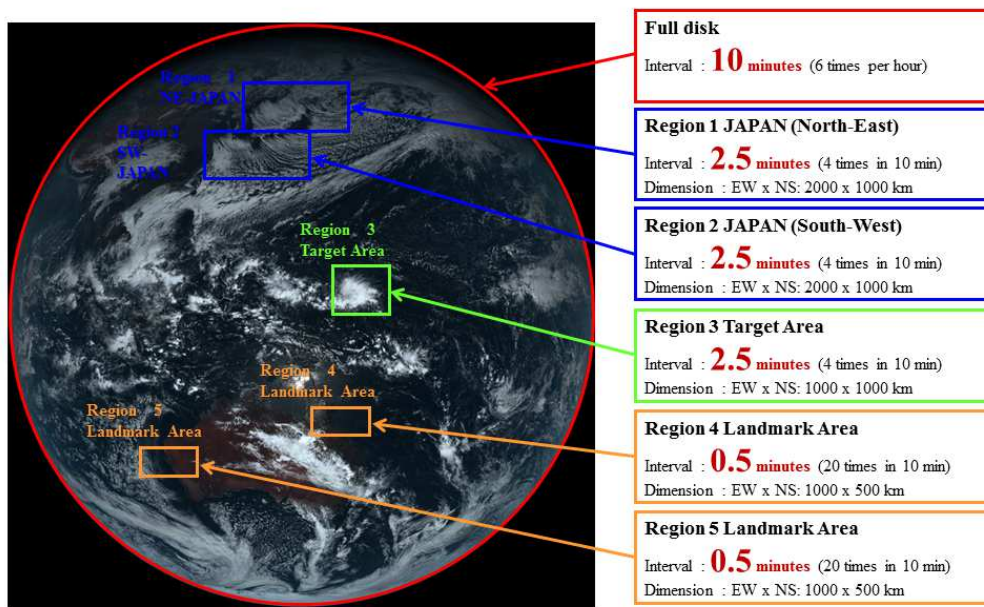 Region 1
NE-JAPAN
Region 2
SW-
JAPAN
Region 3
Target Area
Region 4
Landmark Area
Region 5
Landmark Area
Full disk
Interval : 10 minutes (6 times per hour)
Region 1 JAPAN (North-East)
Interval : 2.5 minutes (4 times in 10 min)
Dimension : EW x NS: 2000 x 1000 km
Region 2 JAPAN (South-West)
Interval : 2.5 minutes (4 times in 10 min)
Dimension : EW x NS: 2000 x 1000 km
Region 3 Target Area
Interval : 2.5 minutes (4 times in 10 min)
Dimension : EW x NS: 1000 x 1000 km
Region 4 Landmark Area
Interval : 0.5 minutes (20 times in 10 min)
Dimension : EW x NS: 1000 x 500 km
Region 5 Landmark Area
Interval : 0.5 minutes (20 times in 10 min)
Dimension : EW x NS: 1000 x 500 km